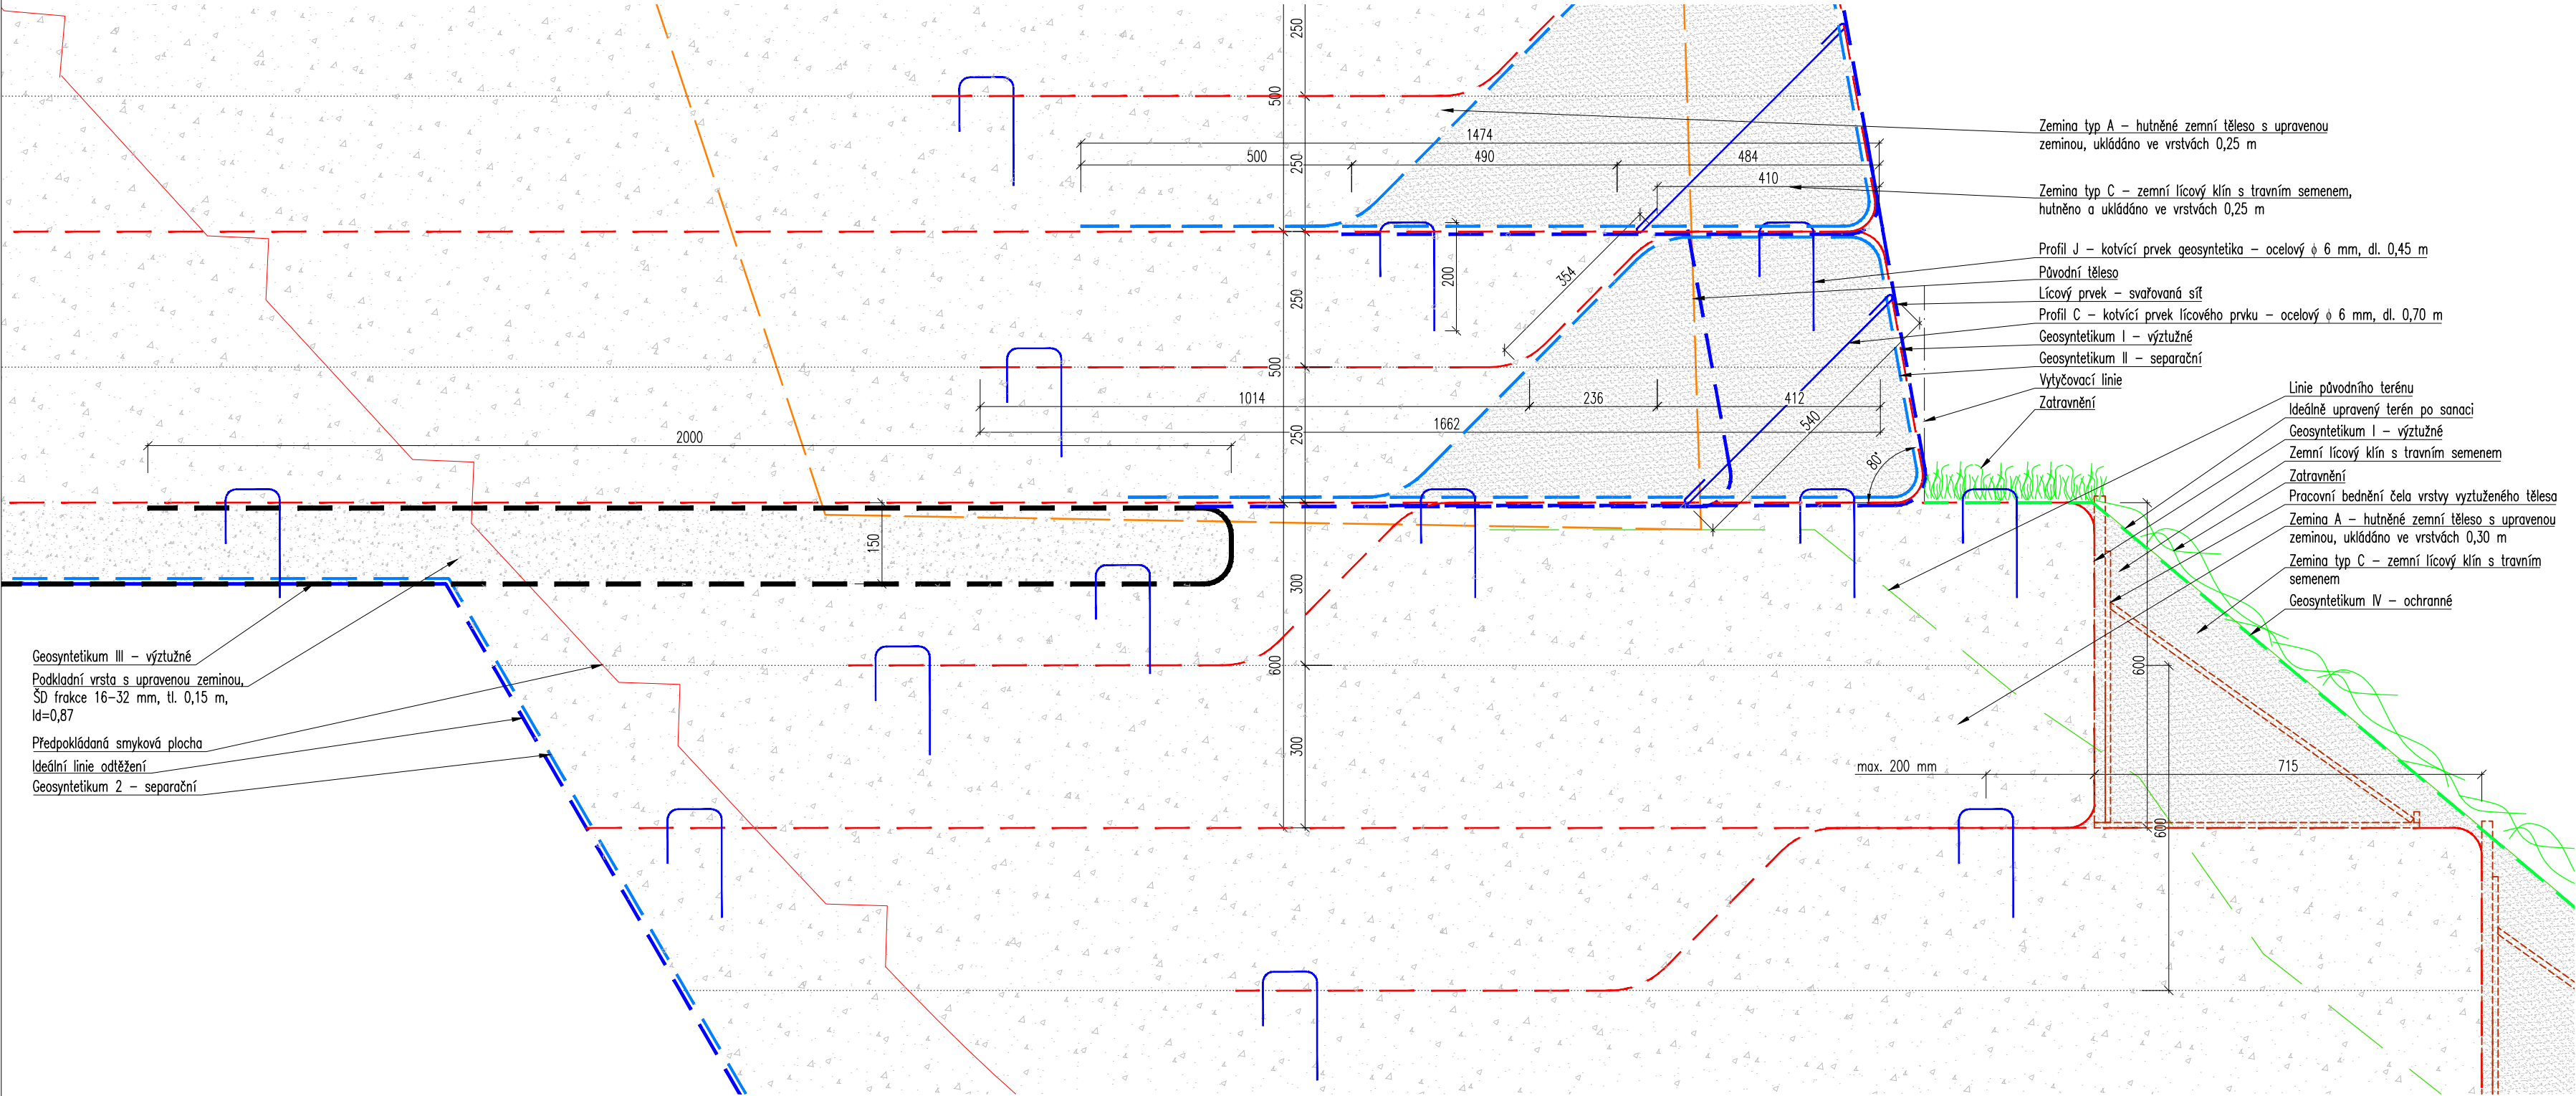 250
500
1474
500
250
490
484
410
Zemina typ A – hutněné zemní těleso s upravenou
zeminou, ukládáno ve vrstvách 0,25 m
Zemina typ C – zemní lícový klín s travním semenem,
hutněno a ukládáno ve vrstvách 0,25 m
Profil J – kotvící prvek geosyntetika – ocelový ϕ 6 mm, dl. 0,45 m
Původní těleso
Lícový prvek – svařovaná síť
Profil C – kotvící prvek lícového prvku – ocelový ϕ 6 mm, dl. 0,70 m
Geosyntetikum I – výztužné
Geosyntetikum II – separační
Vytyčovací linie
Zatravnění
354
200
250
500
1014
236
412
540
1662
250
2000
80°
150
300
600
300
Linie původního terénu
Ideálně upravený terén po sanaci
Geosyntetikum I – výztužné
Zemní lícový klín s travním semenem
Zatravnění
Pracovní bednění čela vrstvy vyztuženého tělesa
Zemina A – hutněné zemní těleso s upravenou
zeminou, ukládáno ve vrstvách 0,30 m
Zemina typ C – zemní lícový klín s travním
semenem
Geosyntetikum IV – ochranné
Geosyntetikum III – výztužné
Podkladní vrsta s upravenou zeminou,
ŠD frakce 16–32 mm, tl. 0,15 m,
Id=0,87
Předpokládaná smyková plocha
Ideální linie odtěžení
Geosyntetikum 2 – separační
600
max. 200 mm
715
600